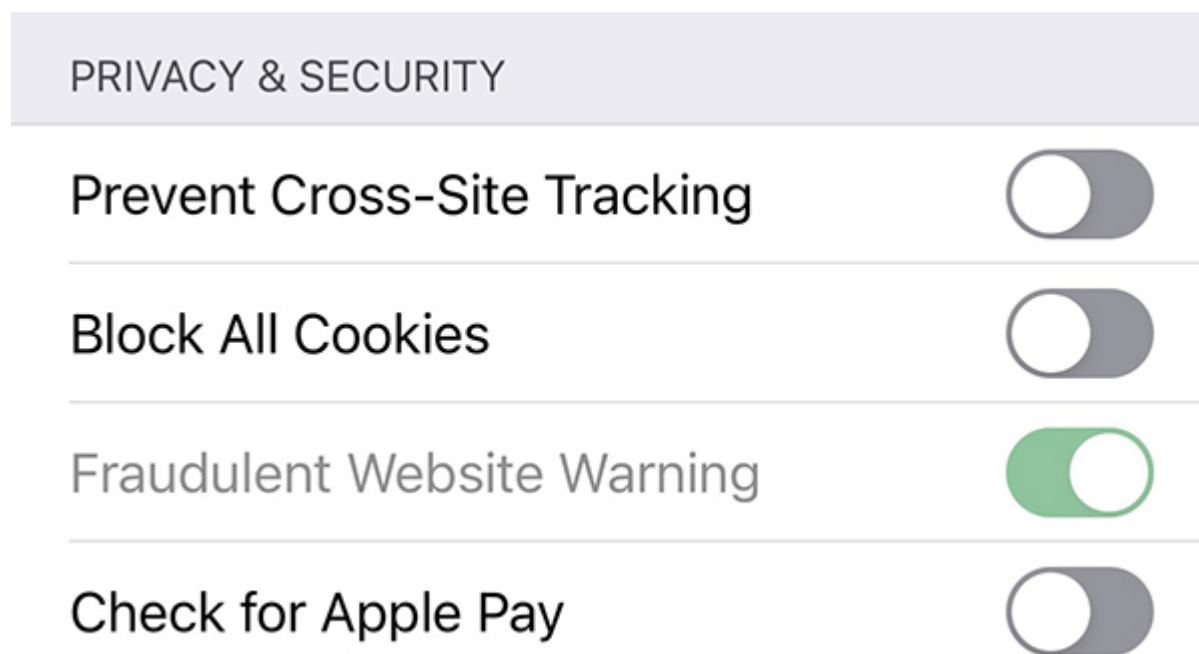 PRIVACY & SECURITY
Prevent Cross-Site Tracking
Block All Cookies
Fraudulent Website Warning
Check for Apple Pay